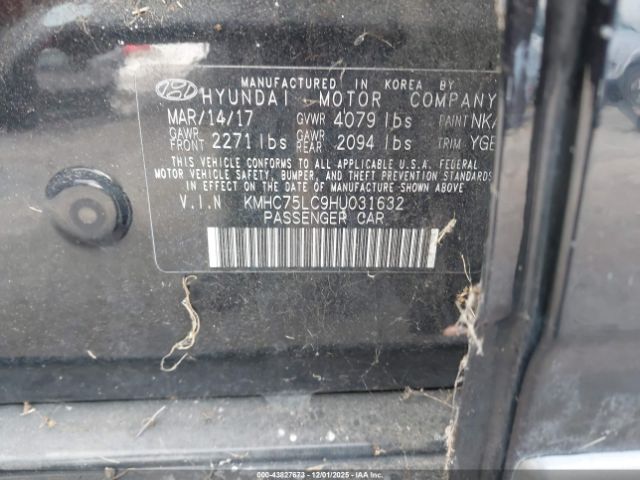 MANUFACTURED IN KOREA BY
HYUNDAI MOTOR COMPANY
MAR/14/17 GVWR 4079 lbs PAINT NKA
GAWR FRONT 2271 lbs GAWR REAR 2094 lbs TRIM YGE
THIS VEHICLE CONFORMS TO ALL APPLICABLE U.S.A. FEDERAL
MOTOR VEHICLE SAFETY, BUMPER, AND THEFT PREVENTION STANDARDS
IN EFFECT ON THE DATE OF MANUFACTURE SHOWN ABOVE
V.I.N KMHC75LC9HU031632
PASSENGER CAR
© COPART 43827673 - 12/01/2025 - IAA Inc.